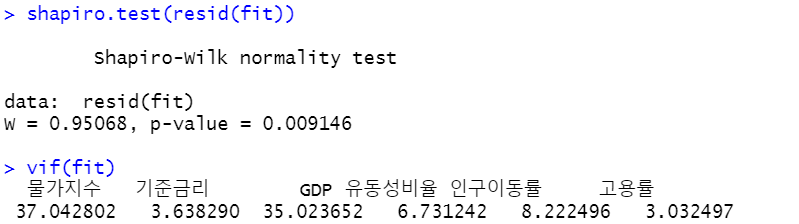 > shapiro.test(resid(fit))
Shapiro-Wilk normality test
data: resid(fit)
W = 0.95068, p-value = 0.009146
> vif(fit)
물가지수 기준금리 GDP 유동성비율 인구이동률 고용률
37.042802 3.638290 35.023652 6.731242 8.222496 3.032497